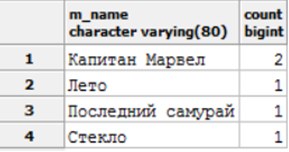 m_name count
character varying(80) bigint
1 Капитан Марвел 2
2 Лето 1
3 Последний самурай 1
4 Стекло 1